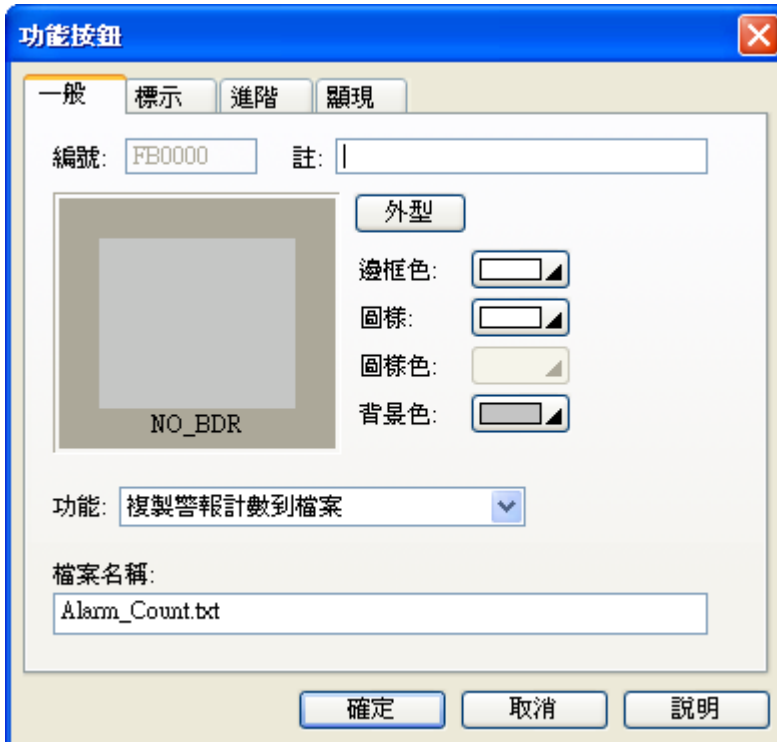 功能按鈕
一般 標示 進階 顯現
編號: FB0000 註:
外型
邊框色:
圖樣:
圖樣色:
背景色:
NO_BDR
功能: 複製警報計數到檔案
檔案名稱:
Alarm_Count.txt
確定 取消 說明